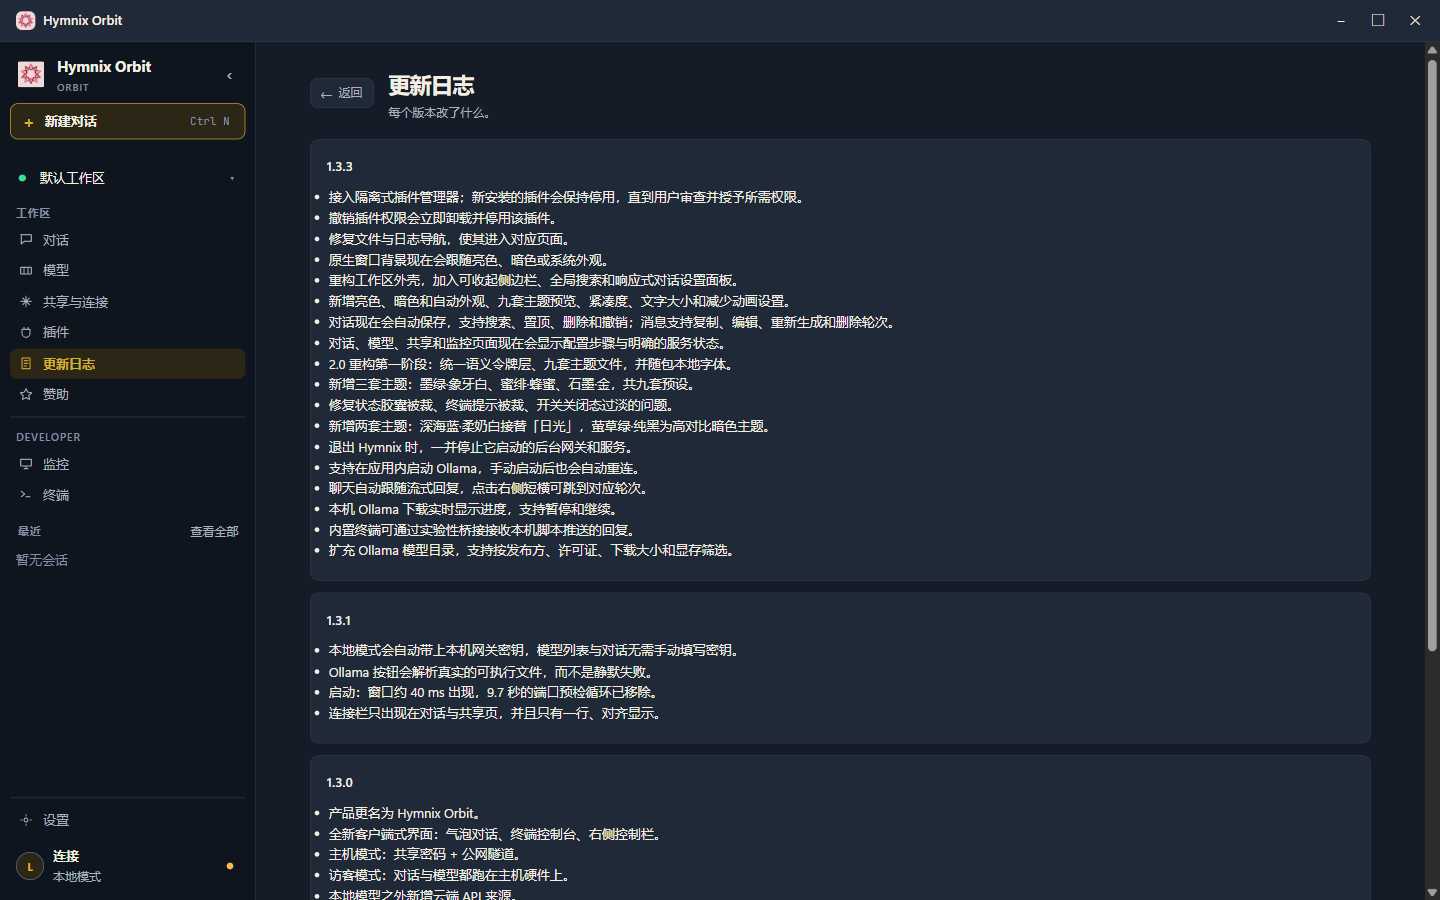 Hymnix Orbit
Hymnix Orbit
ORBIT
+ 新建对话 Ctrl N
默认工作区
工作区
对话
模型
共享与连接
插件
更新日志
赞助
DEVELOPER
监控
终端
最近 查看全部
暂无会话
设置
L
连接
本地模式
← 返回
更新日志
每个版本改了什么。
1.3.3
• 接入隔离式插件管理器；新安装的插件会保持停用，直到用户审查并授予所需权限。
• 撤销插件权限会立即卸载并停用该插件。
• 修复文件与日志导航，使其进入对应页面。
• 原生窗口背景现在会跟随亮色、暗色或系统外观。
• 重构工作区外壳，加入可收起侧边栏、全局搜索和响应式对话设置面板。
• 新增亮色、暗色和自动外观、九套主题预览、紧凑度、文字大小和减少动画设置。
• 对话现在会自动保存，支持搜索、置顶、删除和撤销；消息支持复制、编辑、重新生成和删除轮次。
• 对话、模型、共享和监控页面现在会显示配置步骤与明确的服务状态。
• 2.0 重构第一阶段：统一语义令牌层、九套主题文件，并随包本地字体。
• 新增三套主题：墨绿·象牙白、蜜绯·蜂蜜、石墨·金，共九套预设。
• 修复状态胶囊被裁、终端提示被裁、开关关闭态过淡的问题。
• 新增两套主题：深海蓝·柔奶白接替「日光」，萤草绿·纯黑为高对比暗色主题。
• 退出 Hymnix 时，一并停止它启动的后台网关和服务。
• 支持在应用内启动 Ollama，手动启动后也会自动重连。
• 聊天自动跟随流式回复，点击右侧短横可跳到对应轮次。
• 本机 Ollama 下载实时显示进度，支持暂停和继续。
• 内置终端可通过实验性桥接接收本机脚本推送的回复。
• 扩充 Ollama 模型目录，支持按发布方、许可证、下载大小和显存筛选。
1.3.1
• 本地模式会自动带上本机网关密钥，模型列表与对话无需手动填写密钥。
• Ollama 按钮会解析真实的可执行文件，而不是静默失败。
• 启动：窗口约 40 ms 出现，9.7 秒的端口预检循环已移除。
• 连接栏只出现在对话与共享页，并且只有一行、对齐显示。
1.3.0
• 产品更名为 Hymnix Orbit。
• 全新客户端式界面：气泡对话、终端控制台、右侧控制栏。
• 主机模式：共享密码 + 公网隧道。
• 访客模式：对话与模型都跑在主机硬件上。
• 本地模型之外新增云端 API 来源。